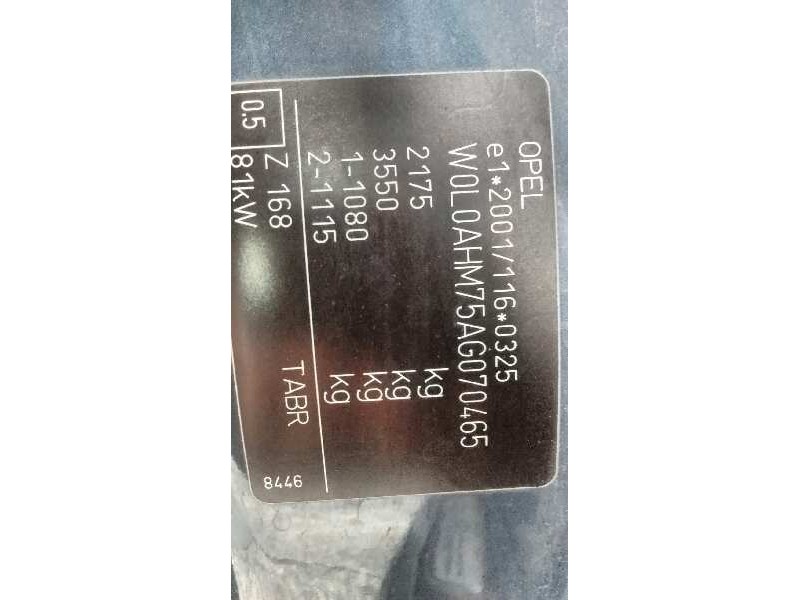 OPEL
e1*2001/116*0325
W0L0AHM75AG070465
2175 kg
3550 kg
1-1080 kg
2-1115 kg
Z 168 TABR
0.5 81kW
8446